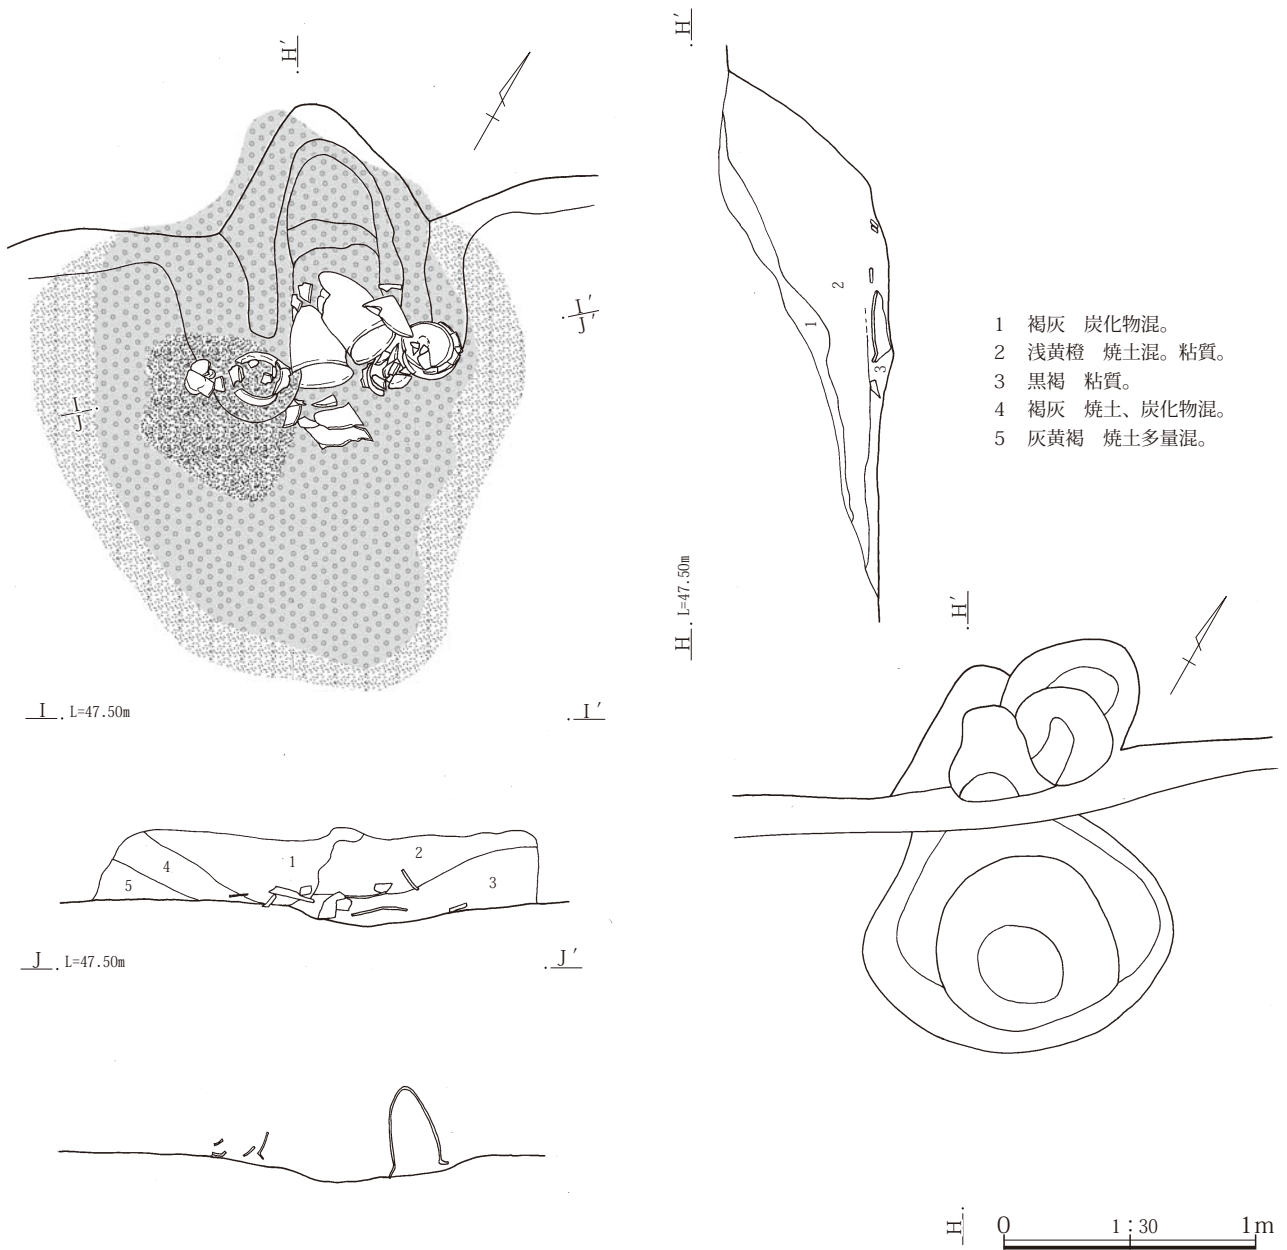 H′
H′
I′
J′
I
J
1
2
3
1 褐灰 炭化物混。
2 浅黄橙 焼土混。粘質。
3 黒褐 粘質。
4 褐灰 焼土、炭化物混。
5 灰黄褐 焼土多量混。
H L=47.50m
H′
I L=47.50m I′
1 2 3 4 5
J L=47.50m J′
H
0 1:30 1m